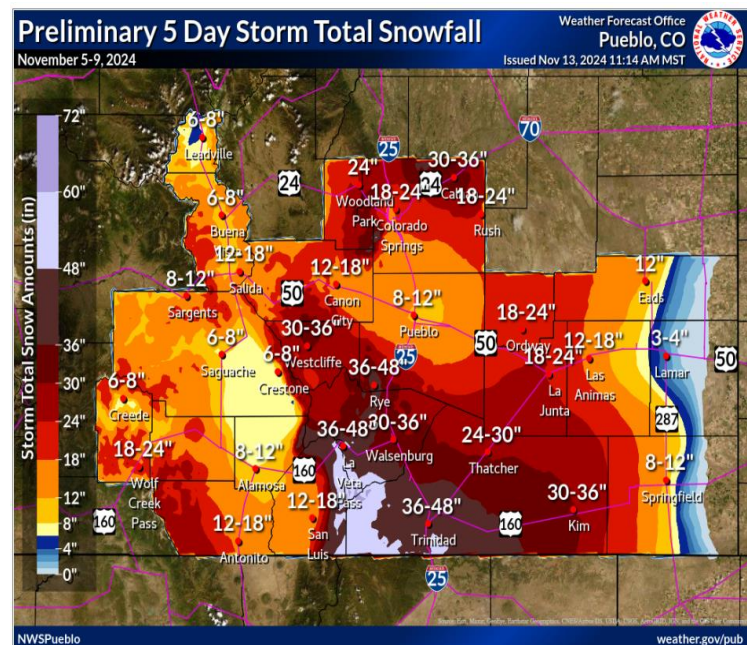 Preliminary 5 Day Storm Total Snowfall
November 5-9, 2024
Weather Forecast Office
Pueblo, CO
Issued Nov 13, 2024 11:14 AM MST
NATIONAL WEATHER SERVICE
Storm Total Snow Amounts (in)
72"
60"
48"
36"
30"
24"
18"
12"
8"
4"
0"
6-8"
Leadville
25
70
24
24"
Woodland
Park
18-24"
Colorado
Springs
30-36"
24
18-24"
Rush
6-8"
Buena
12-18"
Salida
8-12"
Sargents
50
12-18"
Canon
City
8-12"
Pueblo
12"
Eads
18-24"
Ordway
50
30-36"
Westcliffe
25
6-8"
Saguache
6-8"
Crestone
36-48"
Rye
18-24"
La
Junta
12-18"
Las
Animas
3-4"
Lamar
50
6-8"
Creede
18-24"
Wolf
Creek
Pass
8-12"
Alamosa
160
36-48"
La
Veta
Pass
30-36"
Walsenburg
24-30"
Thatcher
287
8-12"
Springfield
160
12-18"
Antonito
12-18"
San
Luis
36-48"
Trinidad
160
30-36"
Kim
25
NWSPueblo
weather.gov/pub